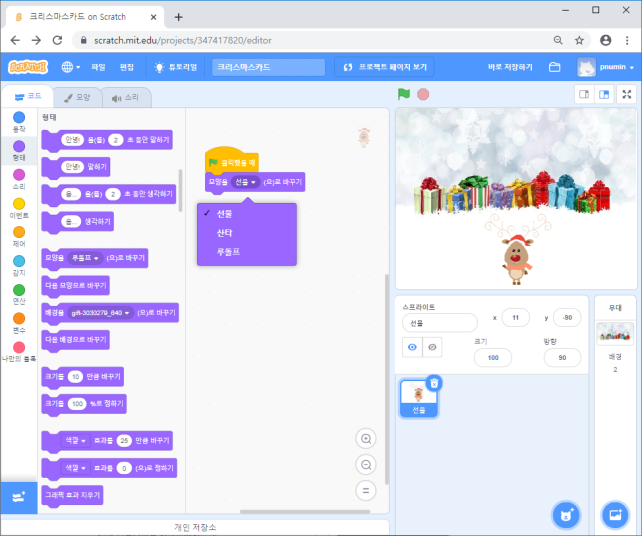 크리스마스카드 on Scratch
scratch.mit.edu/projects/347417820/editor
SCRATCH 파일 편집 튜토리얼 크리스마스카드 프로젝트 페이지 보기 바로 저장하기 pnumin
코드 모양 소리
동작
형태
소리
이벤트
제어
감지
연산
변수
나만의 블록
형태
안녕! 을(를) 2 초 동안 말하기
안녕! 말하기
음... 을(를) 2 초 동안 생각하기
음... 생각하기
모양을 루돌프 (으)로 바꾸기
다음 모양으로 바꾸기
배경을 gift-3030279_640 (으)로 바꾸기
다음 배경으로 바꾸기
크기를 10 만큼 바꾸기
크기를 100 %로 정하기
색깔 효과를 25 만큼 바꾸기
색깔 효과를 0 (으)로 정하기
그래픽 효과 지우기
클릭했을 때
모양을 선물 (으)로 바꾸기
선물
산타
루돌프
개인 저장소
스프라이트
선물 x 11 y -90
크기 방향
100 90
선물
무대
배경
2